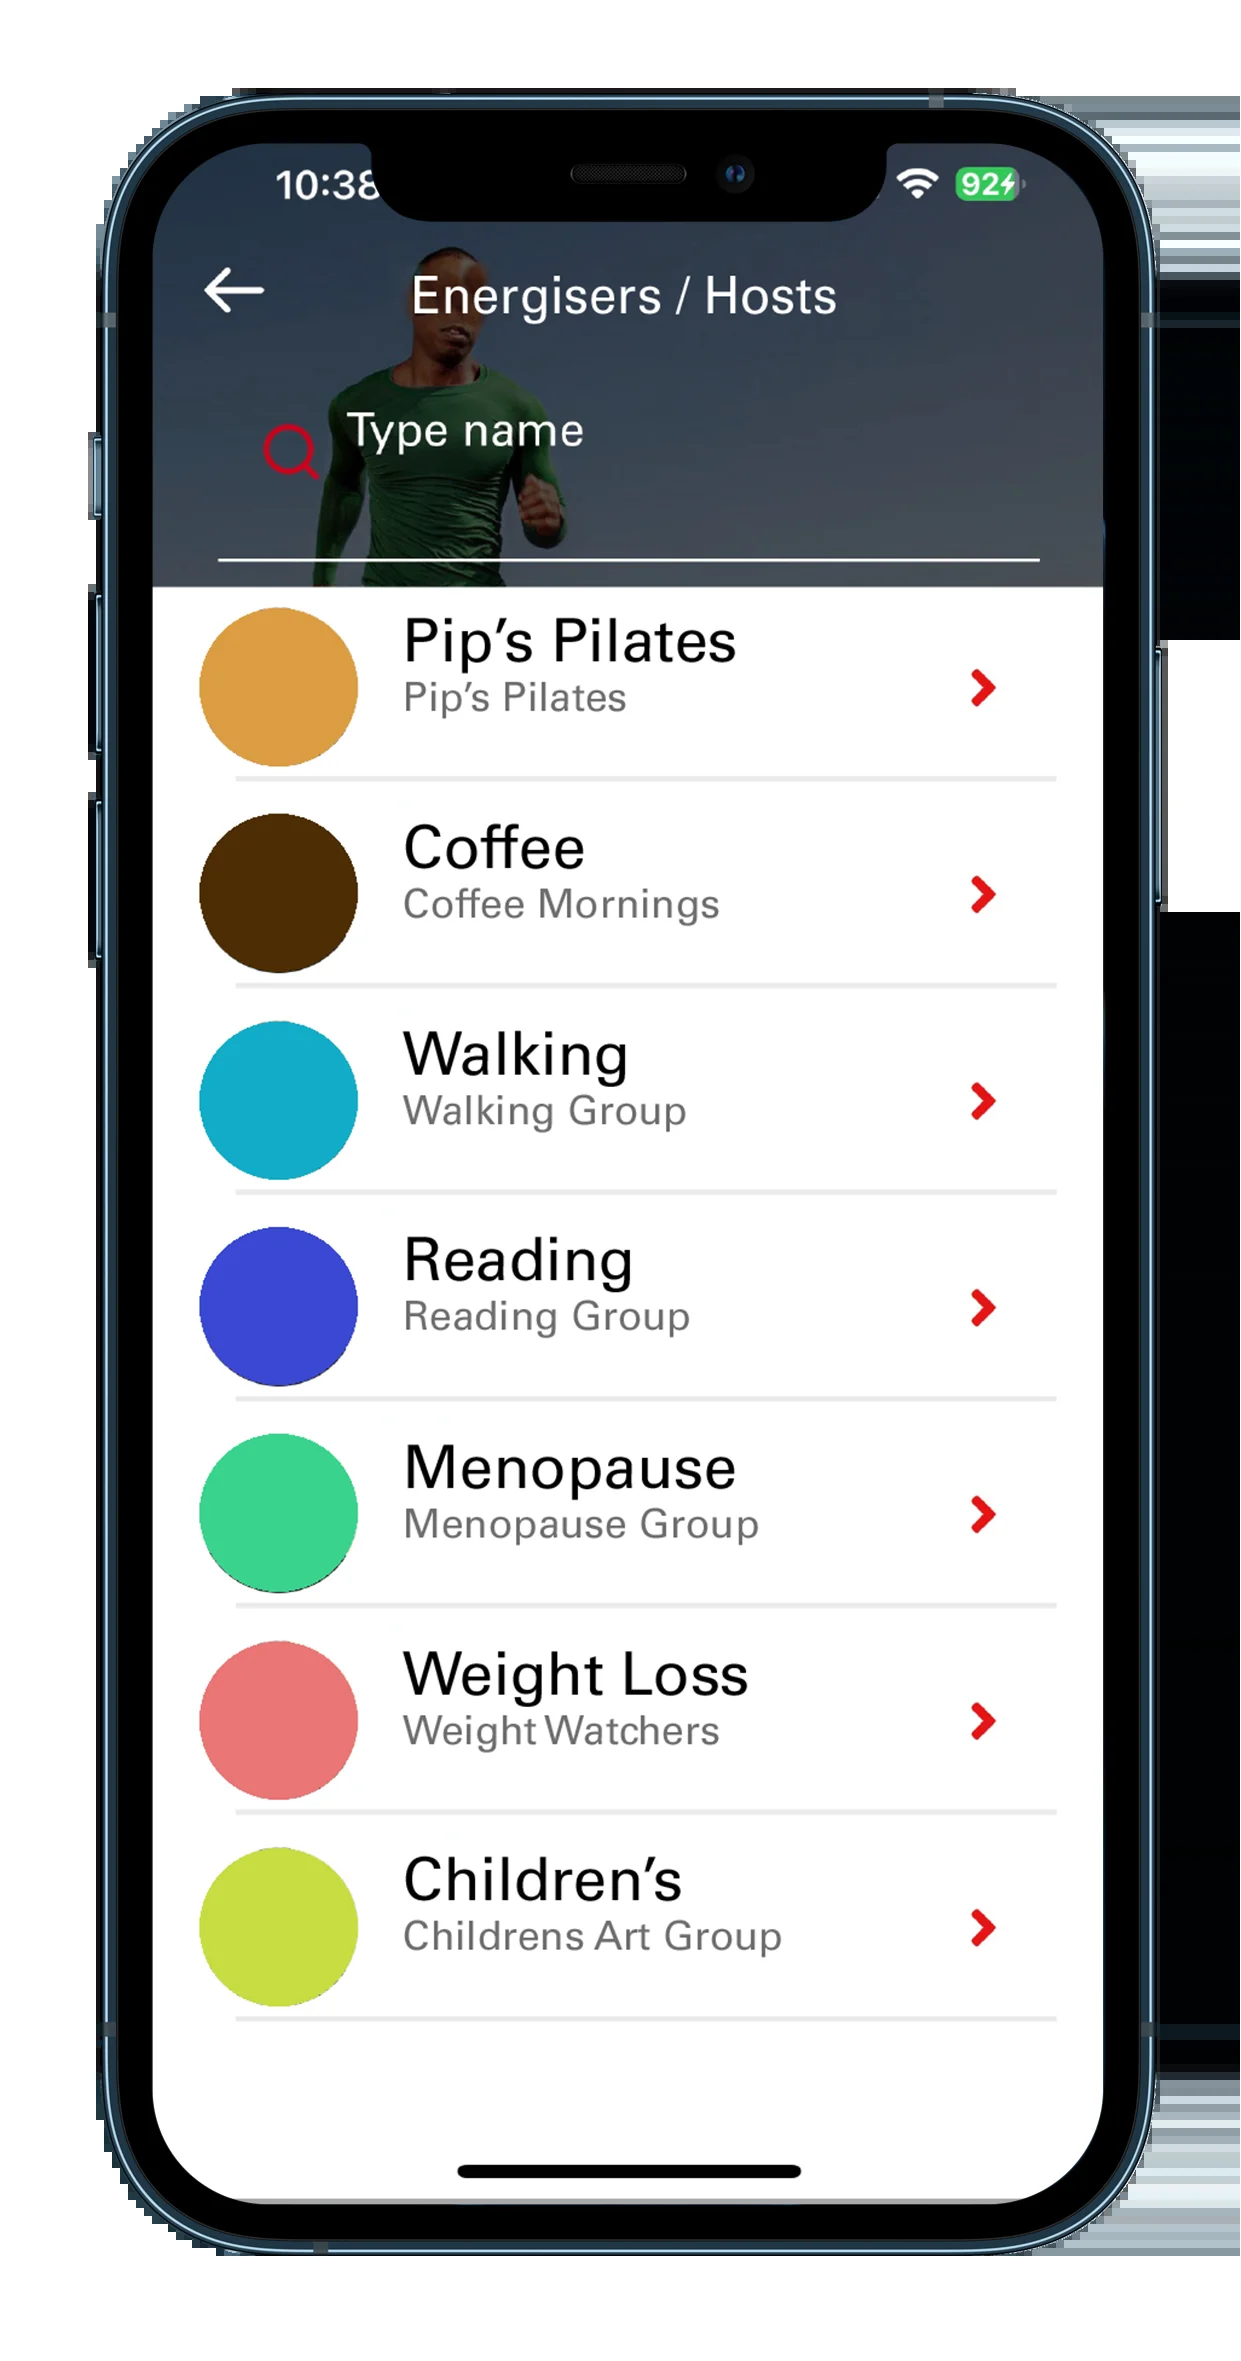 10:38
92
Energisers / Hosts
Type name
Pip’s Pilates
Pip’s Pilates
Coffee
Coffee Mornings
Walking
Walking Group
Reading
Reading Group
Menopause
Menopause Group
Weight Loss
Weight Watchers
Children’s
Childrens Art Group